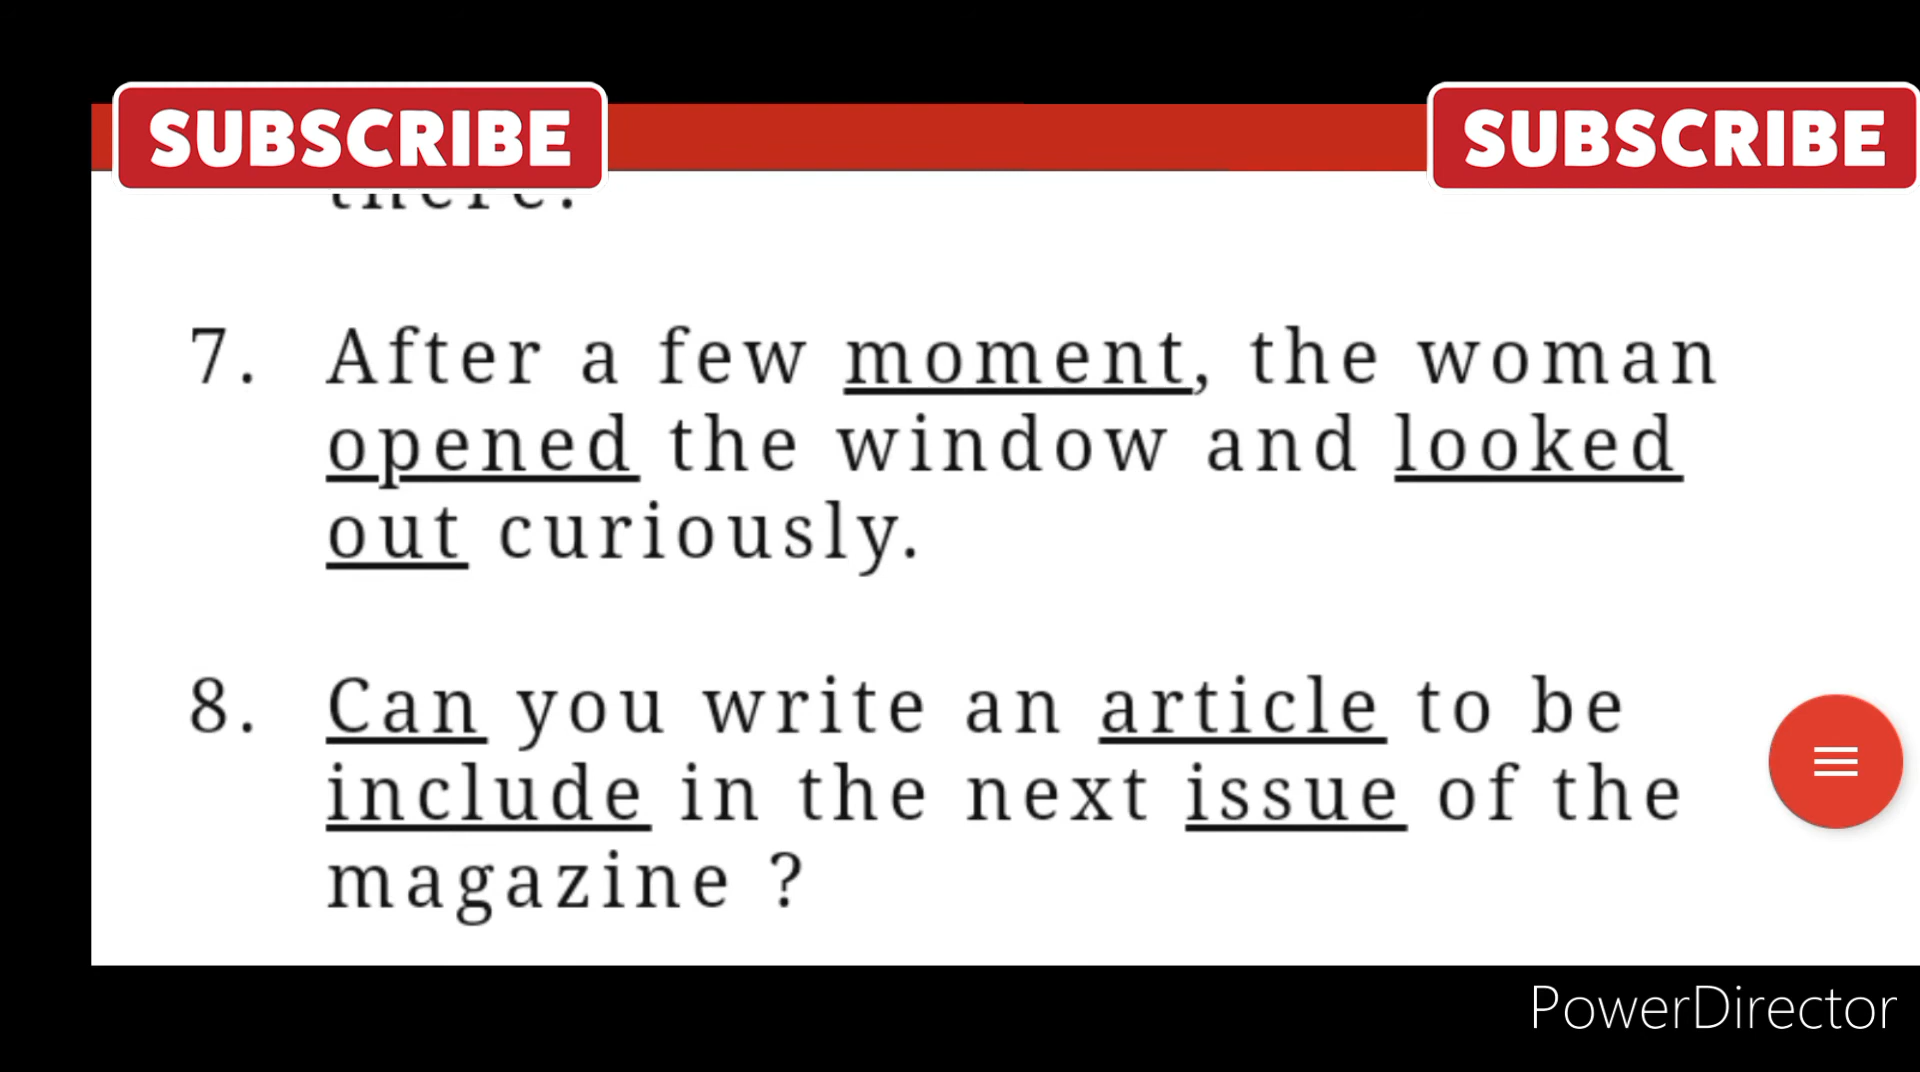 SUBSCRIBE SUBSCRIBE
there.
7. After a few moment, the woman
opened the window and looked
out curiously.
8. Can you write an article to be
include in the next issue of the
magazine ?
PowerDirector